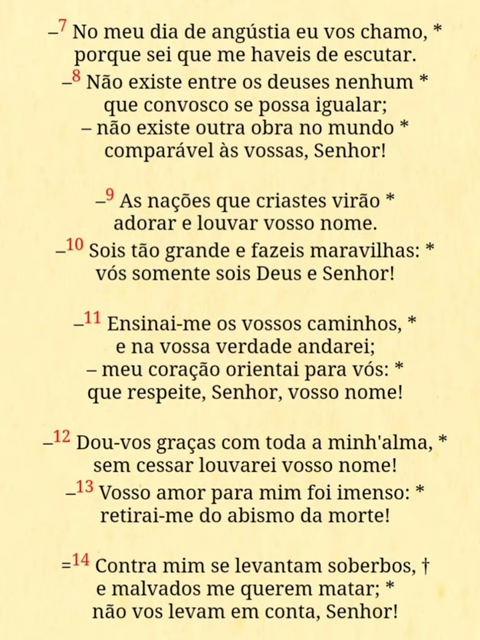 –7 No meu dia de angústia eu vos chamo, *
porque sei que me haveis de escutar.
–8 Não existe entre os deuses nenhum *
que convosco se possa igualar;
– não existe outra obra no mundo *
comparável às vossas, Senhor!
–9 As nações que criastes virão *
adorar e louvar vosso nome.
–10 Sois tão grande e fazeis maravilhas: *
vós somente sois Deus e Senhor!
–11 Ensinai-me os vossos caminhos, *
e na vossa verdade andarei;
– meu coração orientai para vós: *
que respeite, Senhor, vosso nome!
–12 Dou-vos graças com toda a minh'alma, *
sem cessar louvarei vosso nome!
–13 Vosso amor para mim foi imenso: *
retirai-me do abismo da morte!
=14 Contra mim se levantam soberbos, †
e malvados me querem matar; *
não vos levam em conta, Senhor!